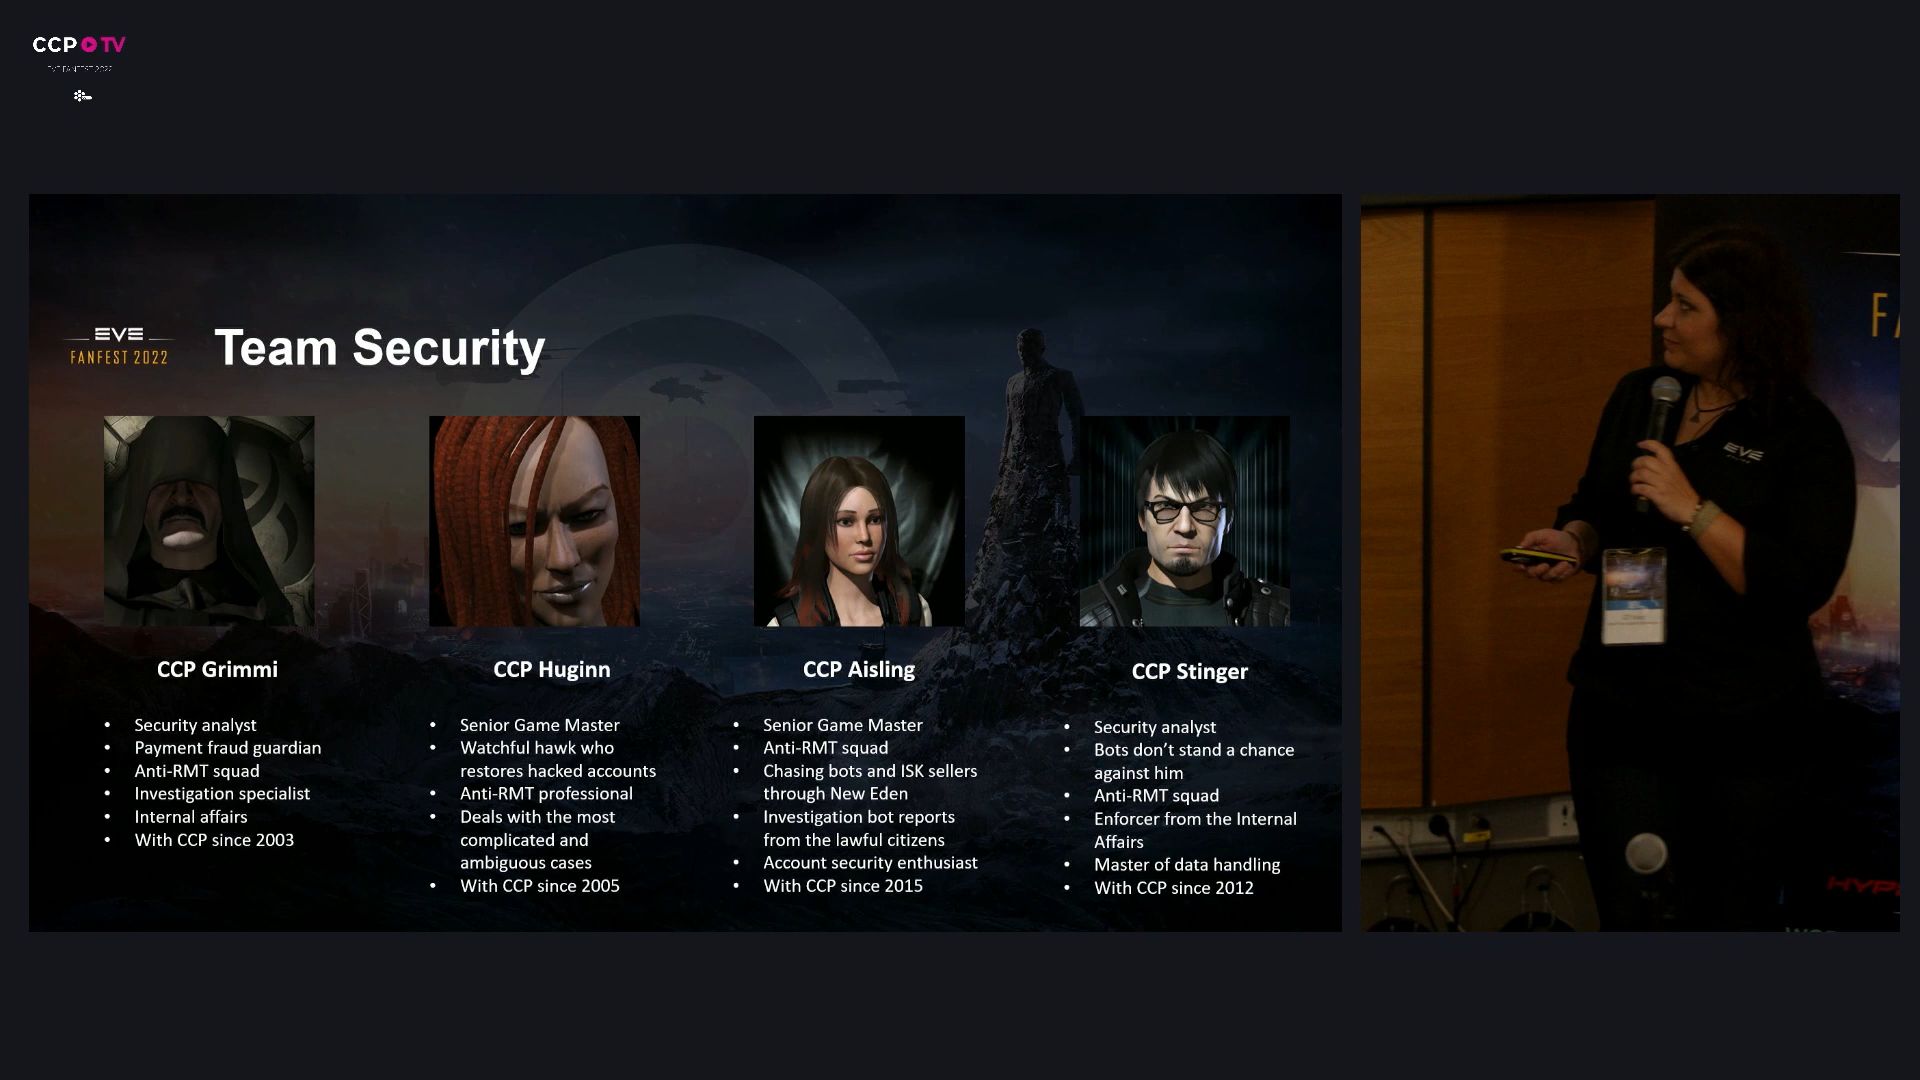 CCP TV
EVE FANFEST 2022
EVE
FANFEST 2022
Team Security
CCP Grimmi
• Security analyst
• Payment fraud guardian
• Anti-RMT squad
• Investigation specialist
• Internal affairs
• With CCP since 2003
CCP Huginn
• Senior Game Master
• Watchful hawk who
restores hacked accounts
• Anti-RMT professional
• Deals with the most
complicated and
ambiguous cases
• With CCP since 2005
CCP Aisling
• Senior Game Master
• Anti-RMT squad
• Chasing bots and ISK sellers
through New Eden
• Investigation bot reports
from the lawful citizens
• Account security enthusiast
• With CCP since 2015
CCP Stinger
• Security analyst
• Bots don’t stand a chance
against him
• Anti-RMT squad
• Enforcer from the Internal
Affairs
• Master of data handling
• With CCP since 2012
EVE